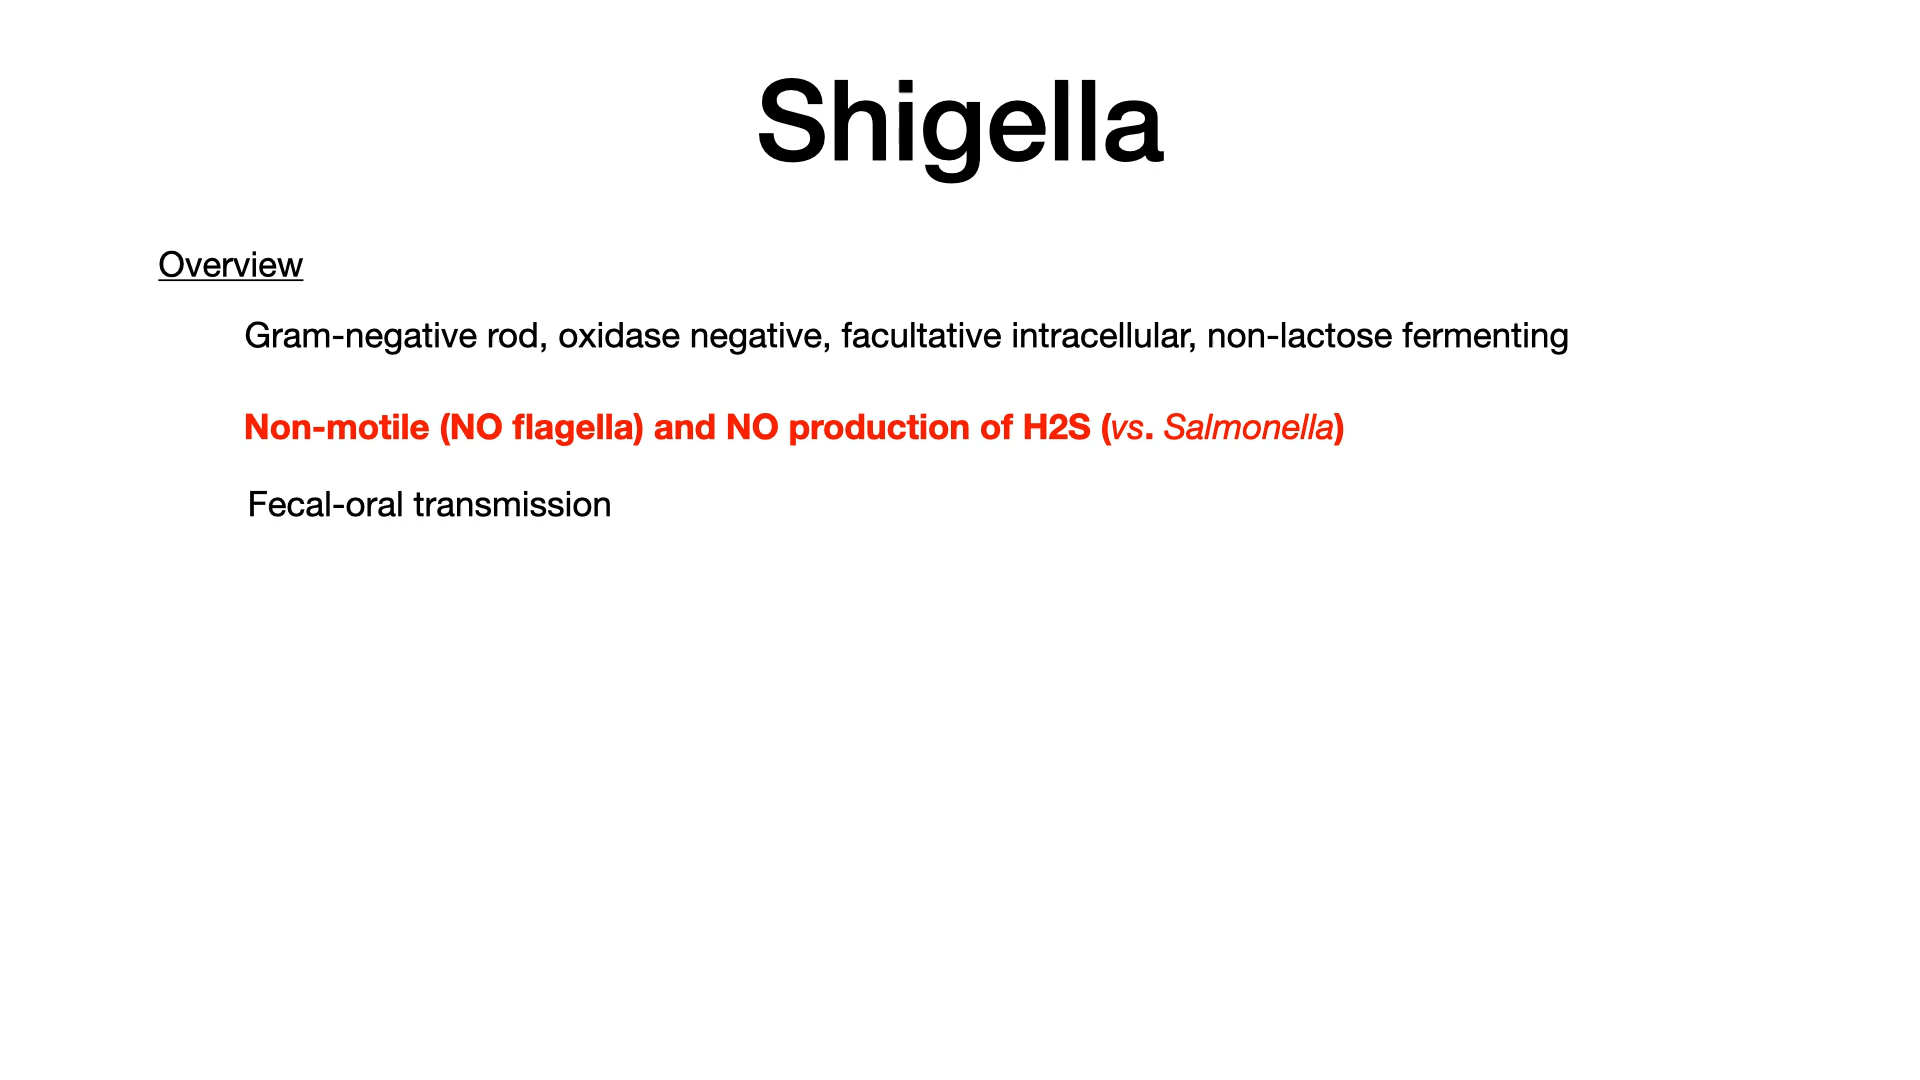 Shigella
Overview
Gram-negative rod, oxidase negative, facultative intracellular, non-lactose fermenting
Non-motile (NO flagella) and NO production of H2S (vs. Salmonella)
Fecal-oral transmission